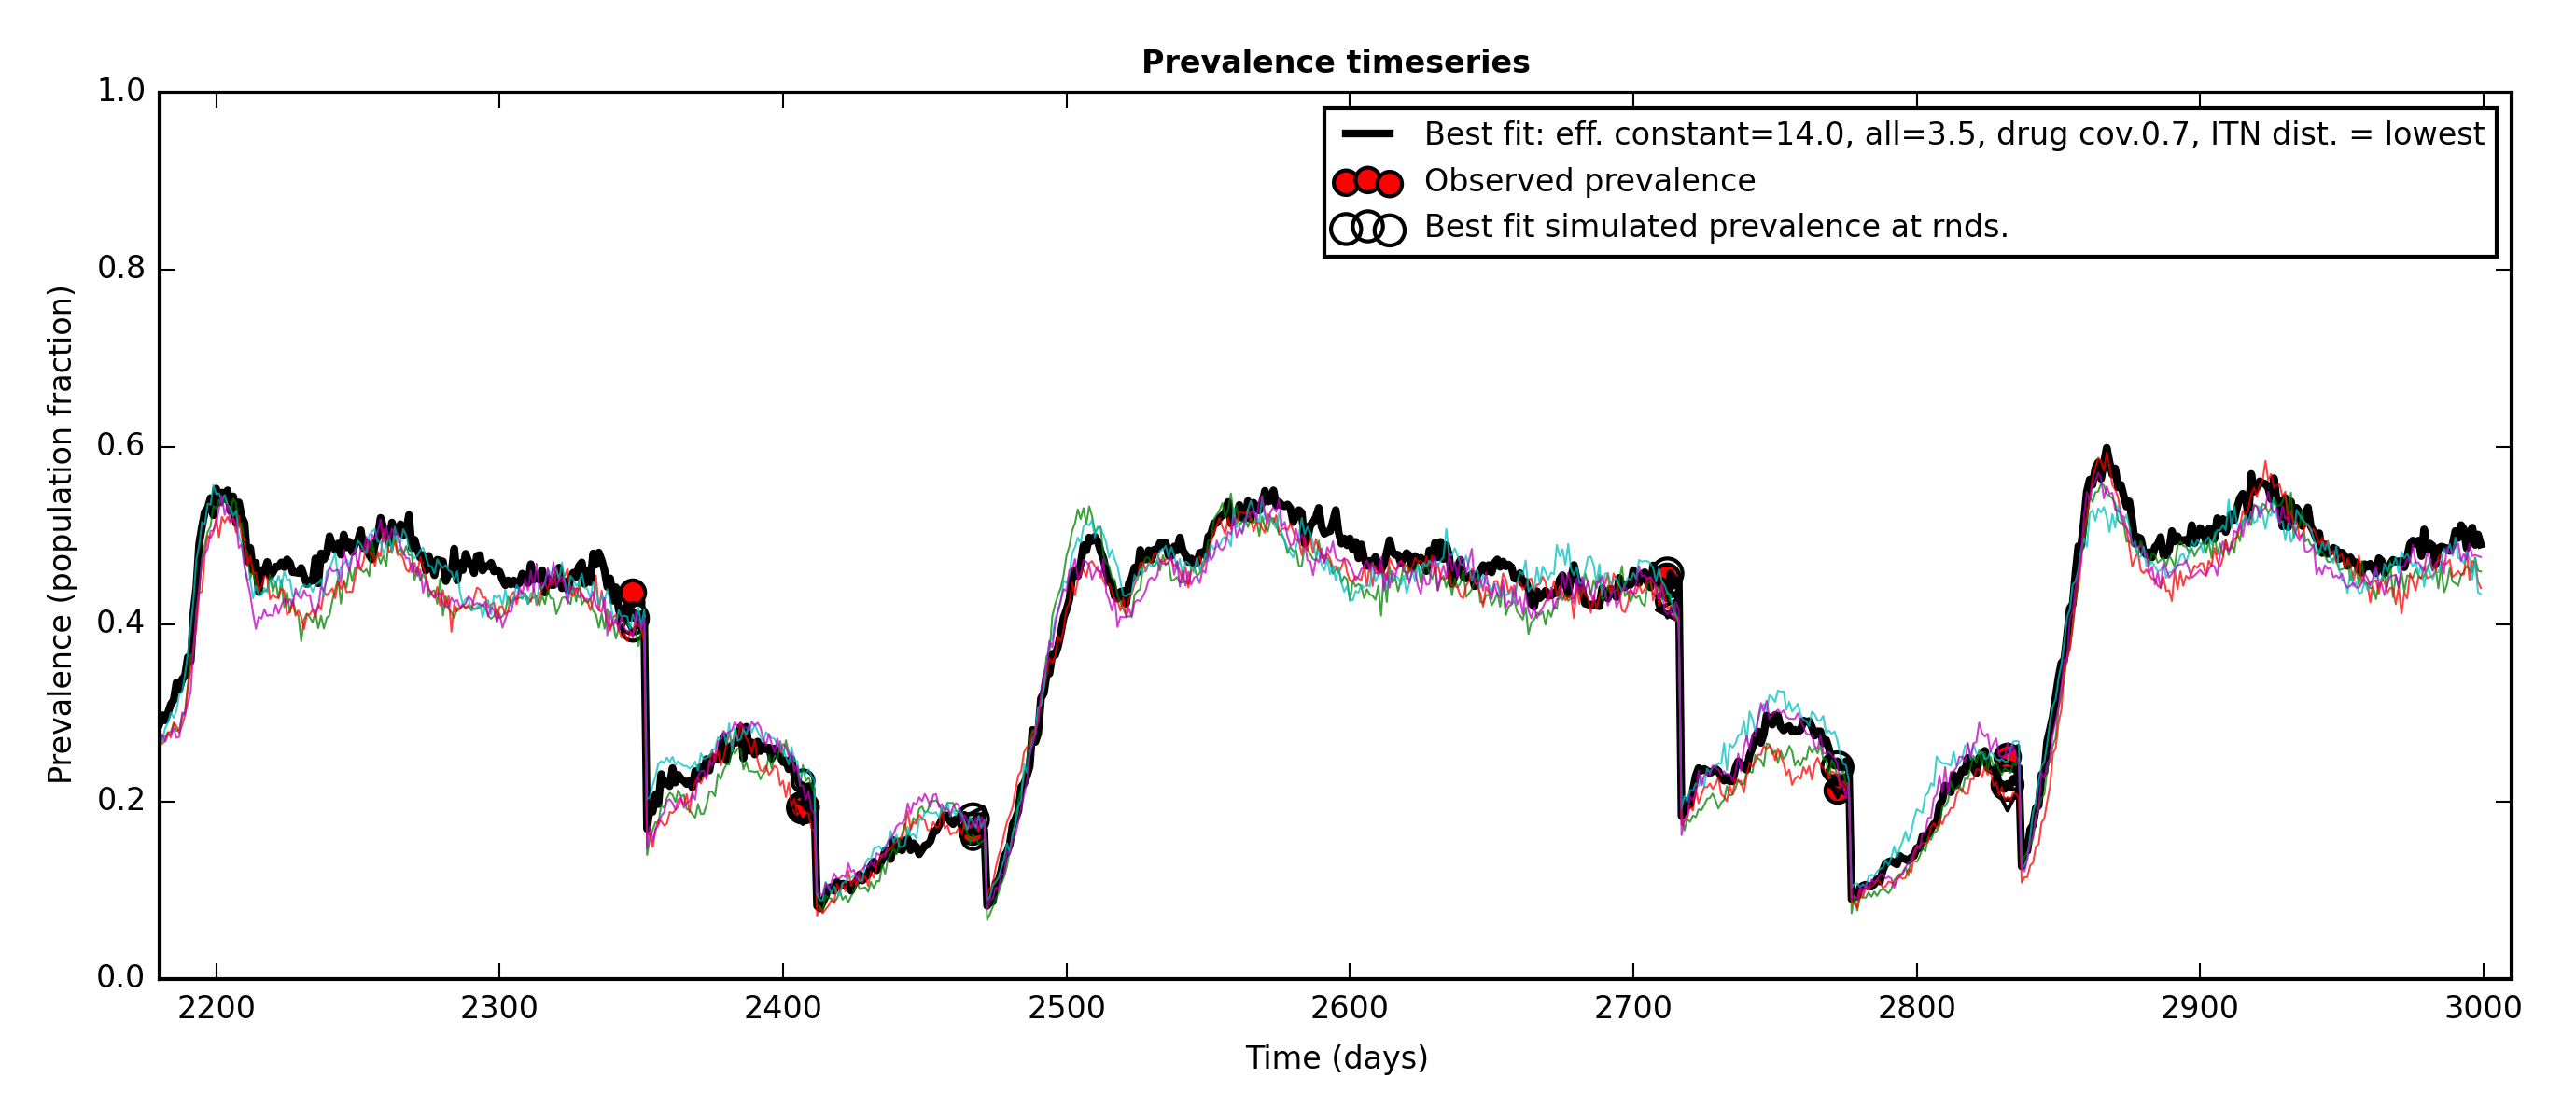 Prevalence timeseries
1.0
0.8
0.6
0.4
0.2
0.0
Prevalence (population fraction)
Best fit: eff. constant=14.0, all=3.5, drug cov.0.7, ITN dist. = lowest
Observed prevalence
Best fit simulated prevalence at rnds.
2200 2300 2400 2500 2600 2700 2800 2900 3000
Time (days)